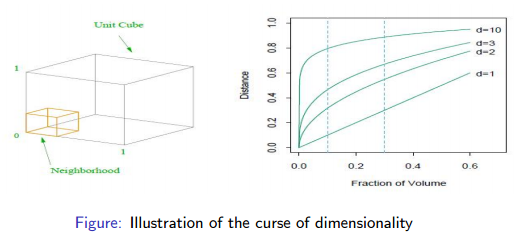 Unit Cube
1
0
1
Neighborhood
Distance
1.0
0.8
0.6
0.4
0.2
0.0
d=10
d=3
d=2
d=1
0.0 0.2 0.4 0.6
Fraction of Volume
Figure: Illustration of the curse of dimensionality